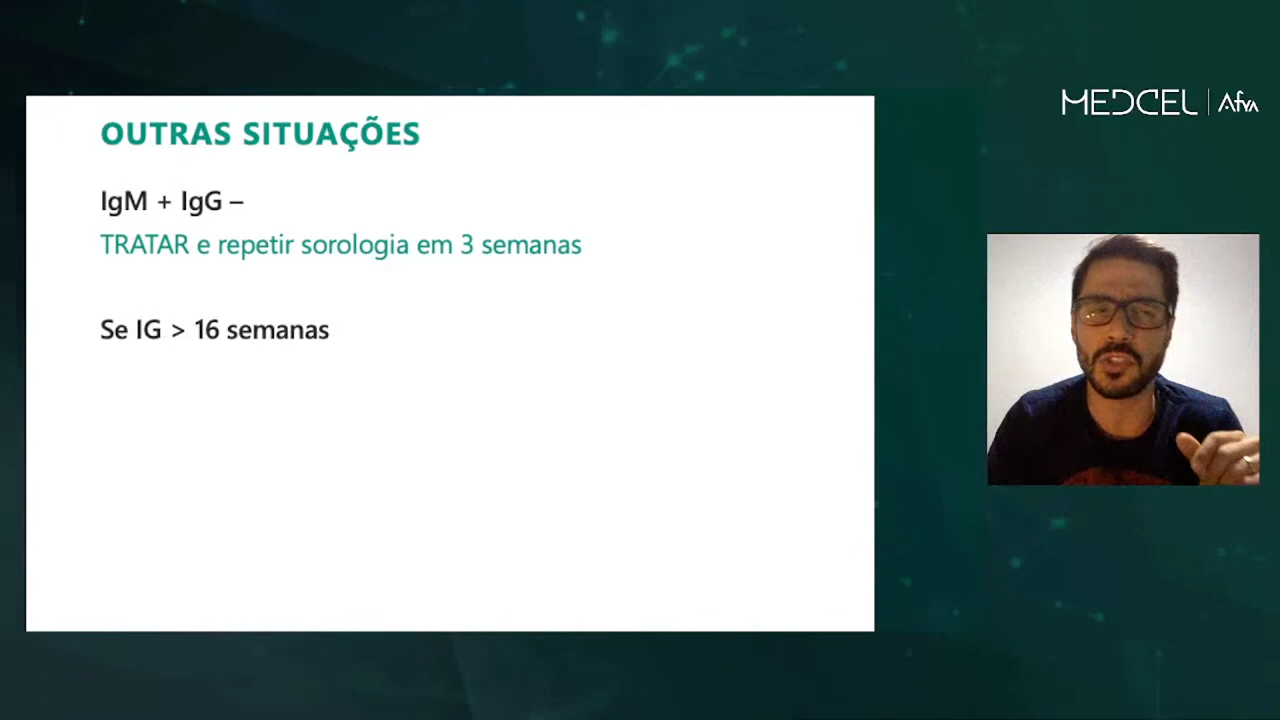 OUTRAS SITUAÇÕES
IgM + IgG –
TRATAR e repetir sorologia em 3 semanas
Se IG > 16 semanas
MEDCEL | Afya